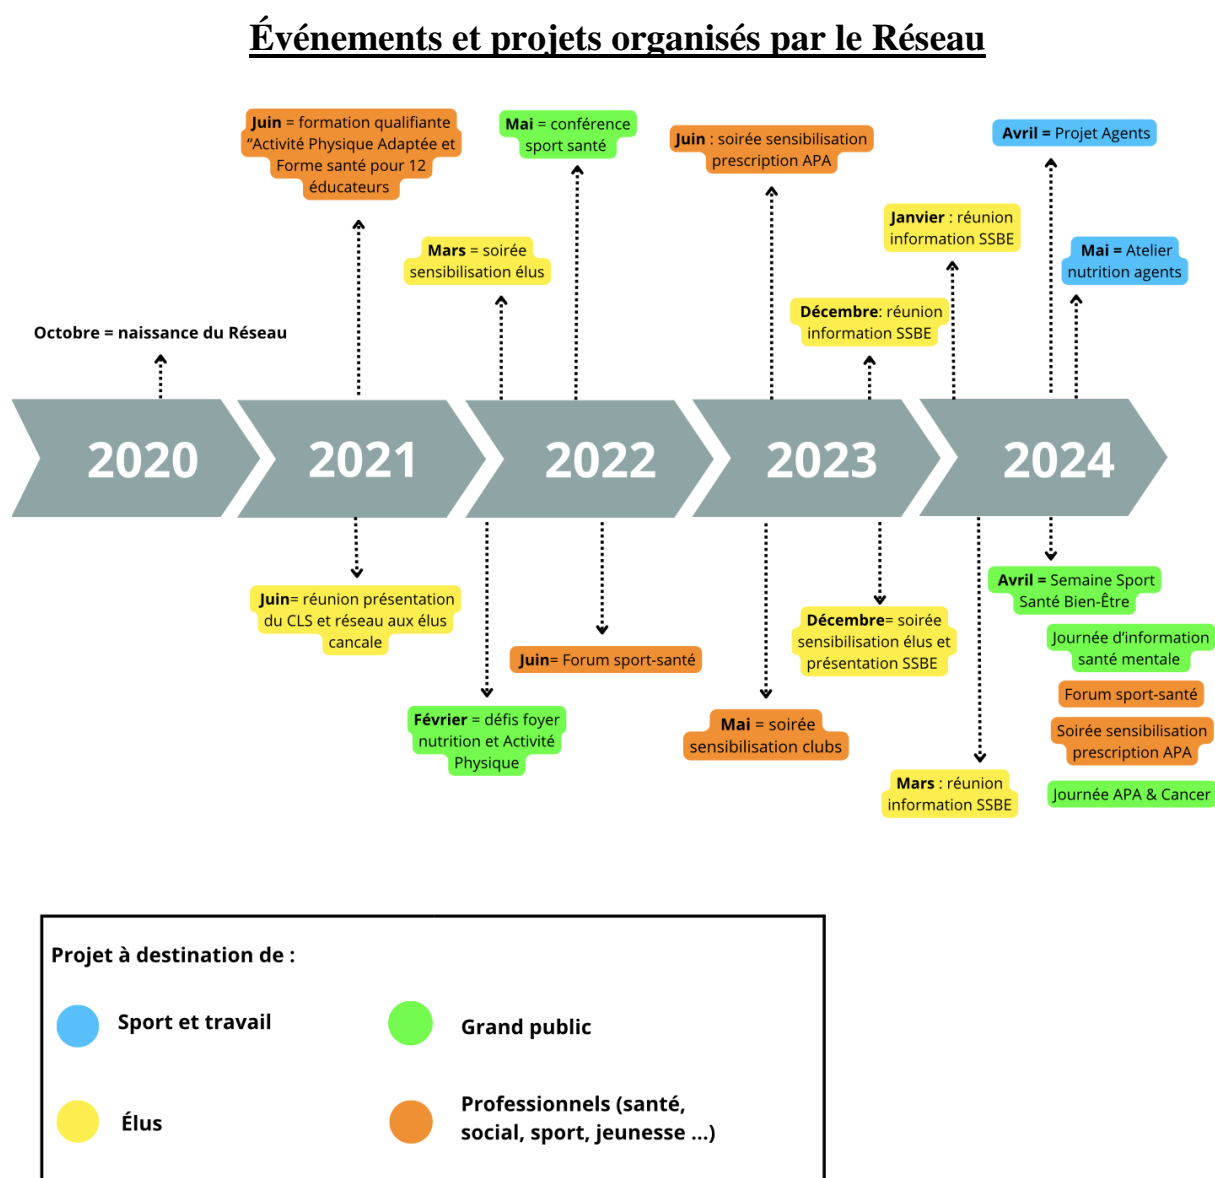 Événements et projets organisés par le Réseau
Juin = formation qualifiante
“Activité Physique Adaptée et
Forme santé pour 12
éducateurs
Mai = conférence
sport santé
Juin : soirée sensibilisation
prescription APA
Avril = Projet Agents
Mars = soirée
sensibilisation élus
Janvier : réunion
information SSBE
Mai = Atelier
nutrition agents
Décembre: réunion
information SSBE
Octobre = naissance du Réseau
2020
2021
2022
2023
2024
Juin= réunion présentation
du CLS et réseau aux élus
cancale
Juin= Forum sport-santé
Février = défis foyer
nutrition et Activité
Physique
Décembre= soirée
sensibilisation élus et
présentation SSBE
Mai = soirée
sensibilisation clubs
Mars : réunion
information SSBE
Avril = Semaine Sport
Santé Bien-Être
Journée d’information
santé mentale
Forum sport-santé
Soirée sensibilisation
prescription APA
Journée APA & Cancer
Projet à destination de :
Sport et travail
Grand public
Élus
Professionnels (santé,
social, sport, jeunesse ...)